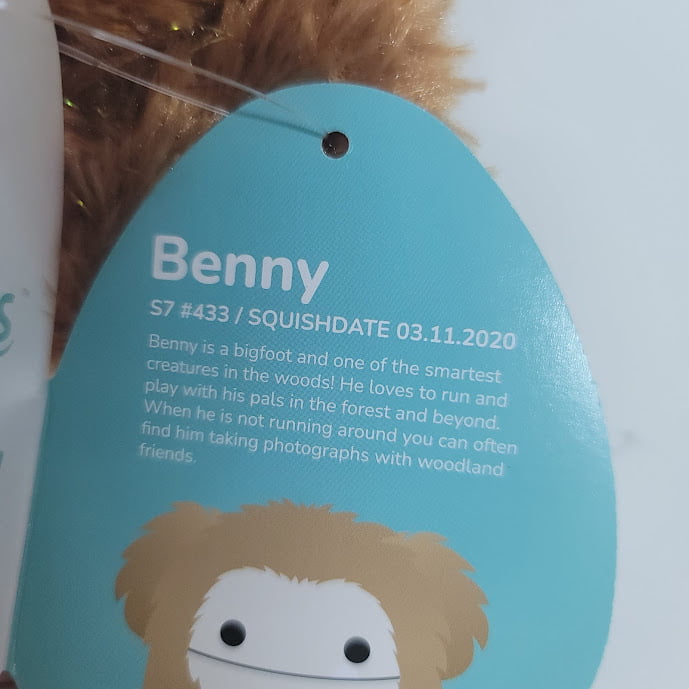 Benny
S7 #433 / SQUISHDATE 03.11.2020
Benny is a bigfoot and one of the smartest
creatures in the woods! He loves to run and
play with his pals in the forest and beyond.
When he is not running around you can often
find him taking photographs with woodland
friends.